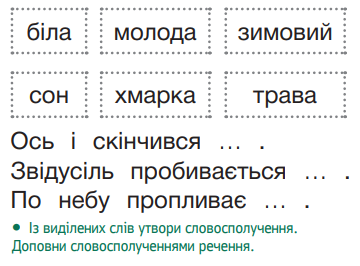 біла молода зимовий
сон хмарка трава
Ось і скінчився ... .
Звідусіль пробивається ... .
По небу пропливає ... .
• Із виділених слів утвори словосполучення.
Доповни словосполученнями речення.